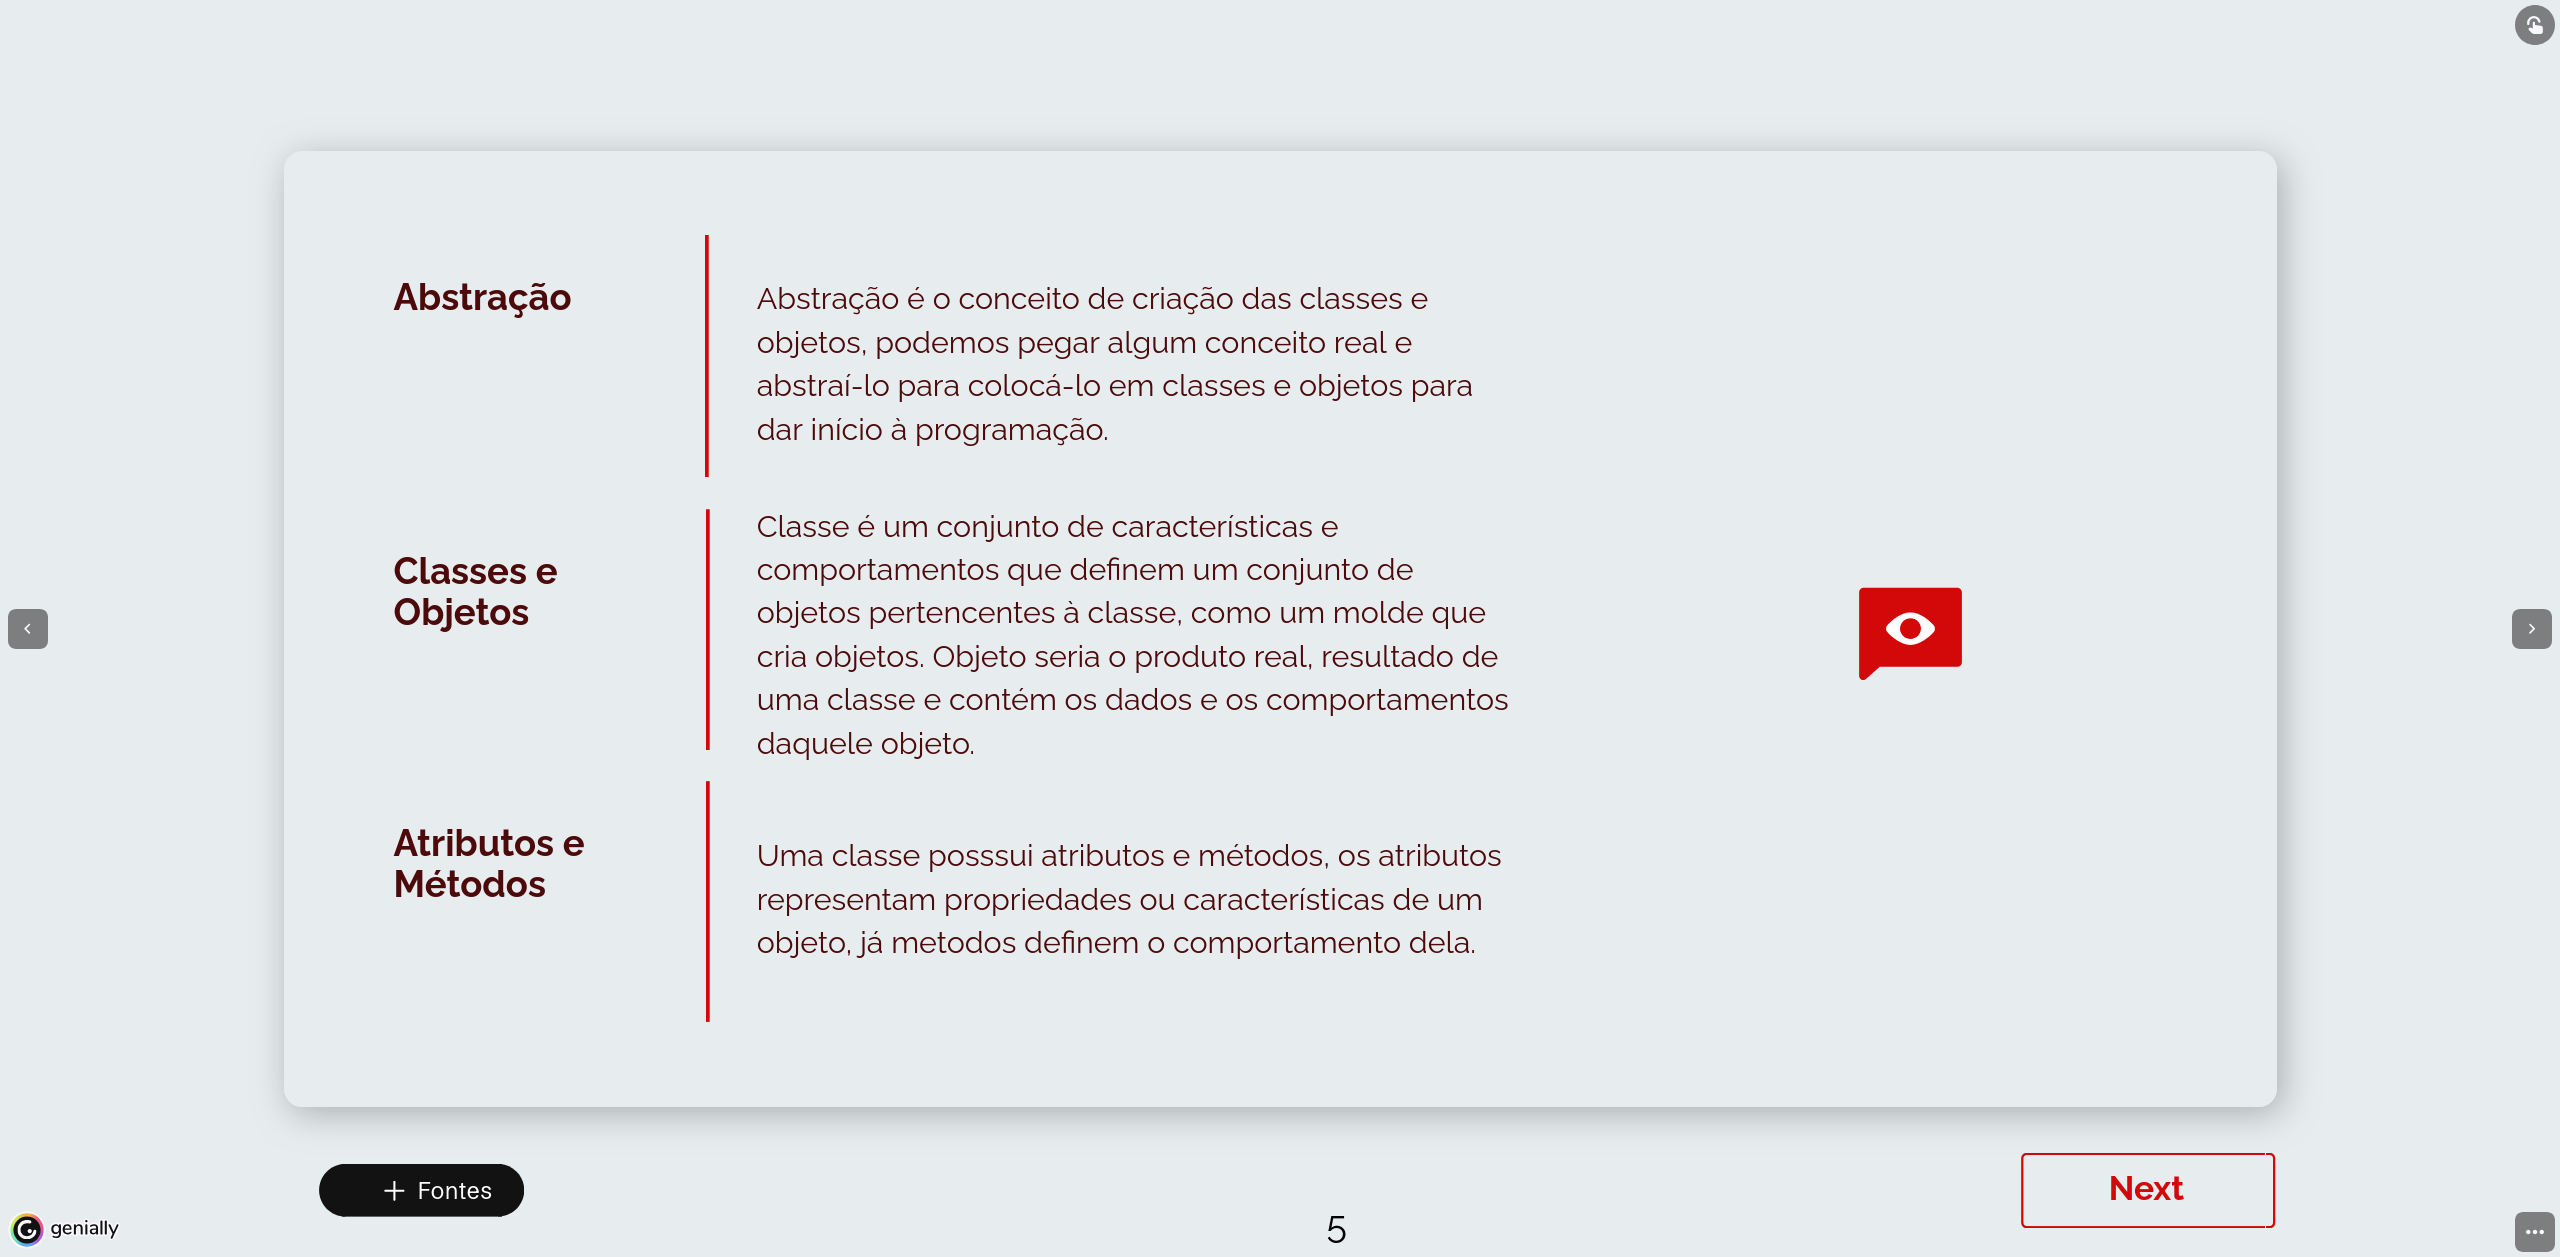 Abstração
Abstração é o conceito de criação das classes e
objetos, podemos pegar algum conceito real e
abstraí-lo para colocá-lo em classes e objetos para
dar início à programação.
Classes e
Objetos
Classe é um conjunto de características e
comportamentos que definem um conjunto de
objetos pertencentes à classe, como um molde que
cria objetos. Objeto seria o produto real, resultado de
uma classe e contém os dados e os comportamentos
daquele objeto.
Atributos e
Métodos
Uma classe posssui atributos e métodos, os atributos
representam propriedades ou características de um
objeto, já metodos definem o comportamento dela.
+ Fontes
Next
genially
5